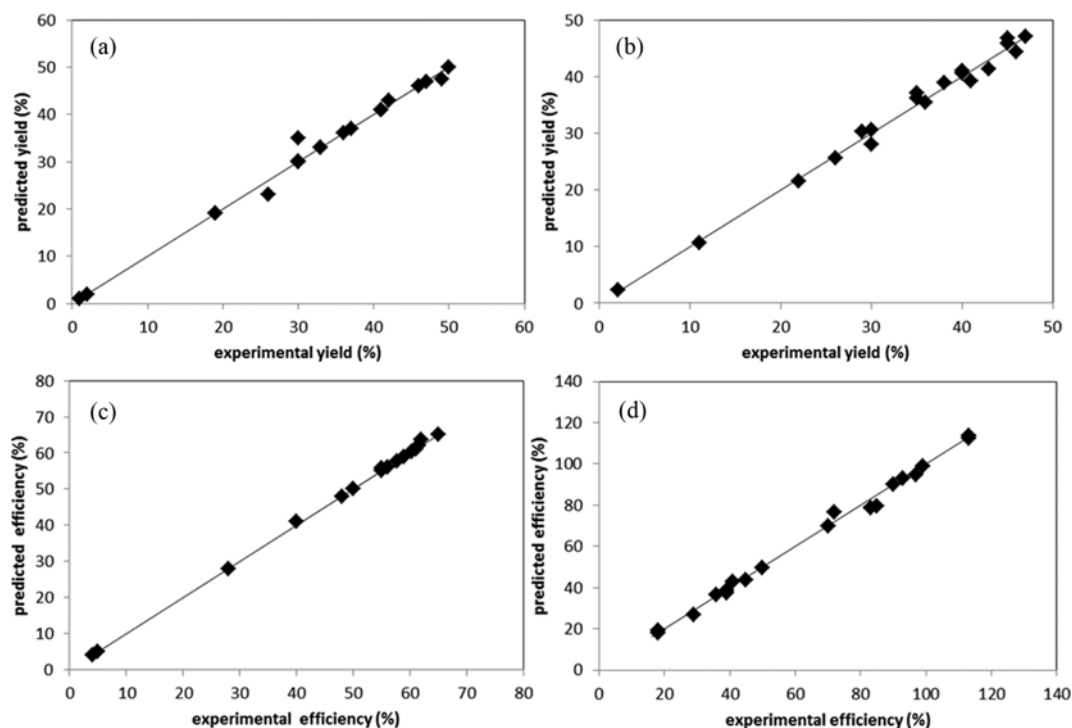 (a)
predicted yield (%)
60
50
40
30
20
10
0
0 10 20 30 40 50 60
experimental yield (%)
(b)
predicted yield (%)
50
40
30
20
10
0
0 10 20 30 40 50
experimental yield (%)
(c)
predicted efficiency (%)
80
70
60
50
40
30
20
10
0
0 10 20 30 40 50 60 70 80
experimental efficiency (%)
(d)
predicted efficiency (%)
140
120
100
80
60
40
20
0
0 20 40 60 80 100 120 140
experimental efficiency (%)